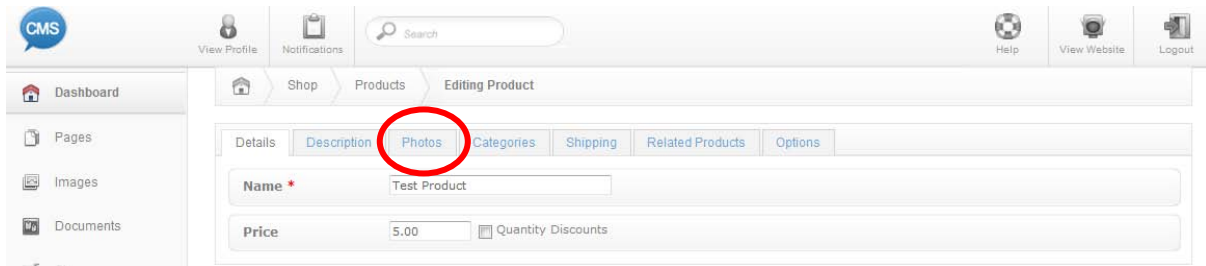 CMS
View Profile
Notifications
Search
Help
View Website
Logout
Dashboard
Shop Products Editing Product
Pages
Details Description Photos Categories Shipping Related Products Options
Images
Name * Test Product
Documents
Price 5.00 Quantity Discounts